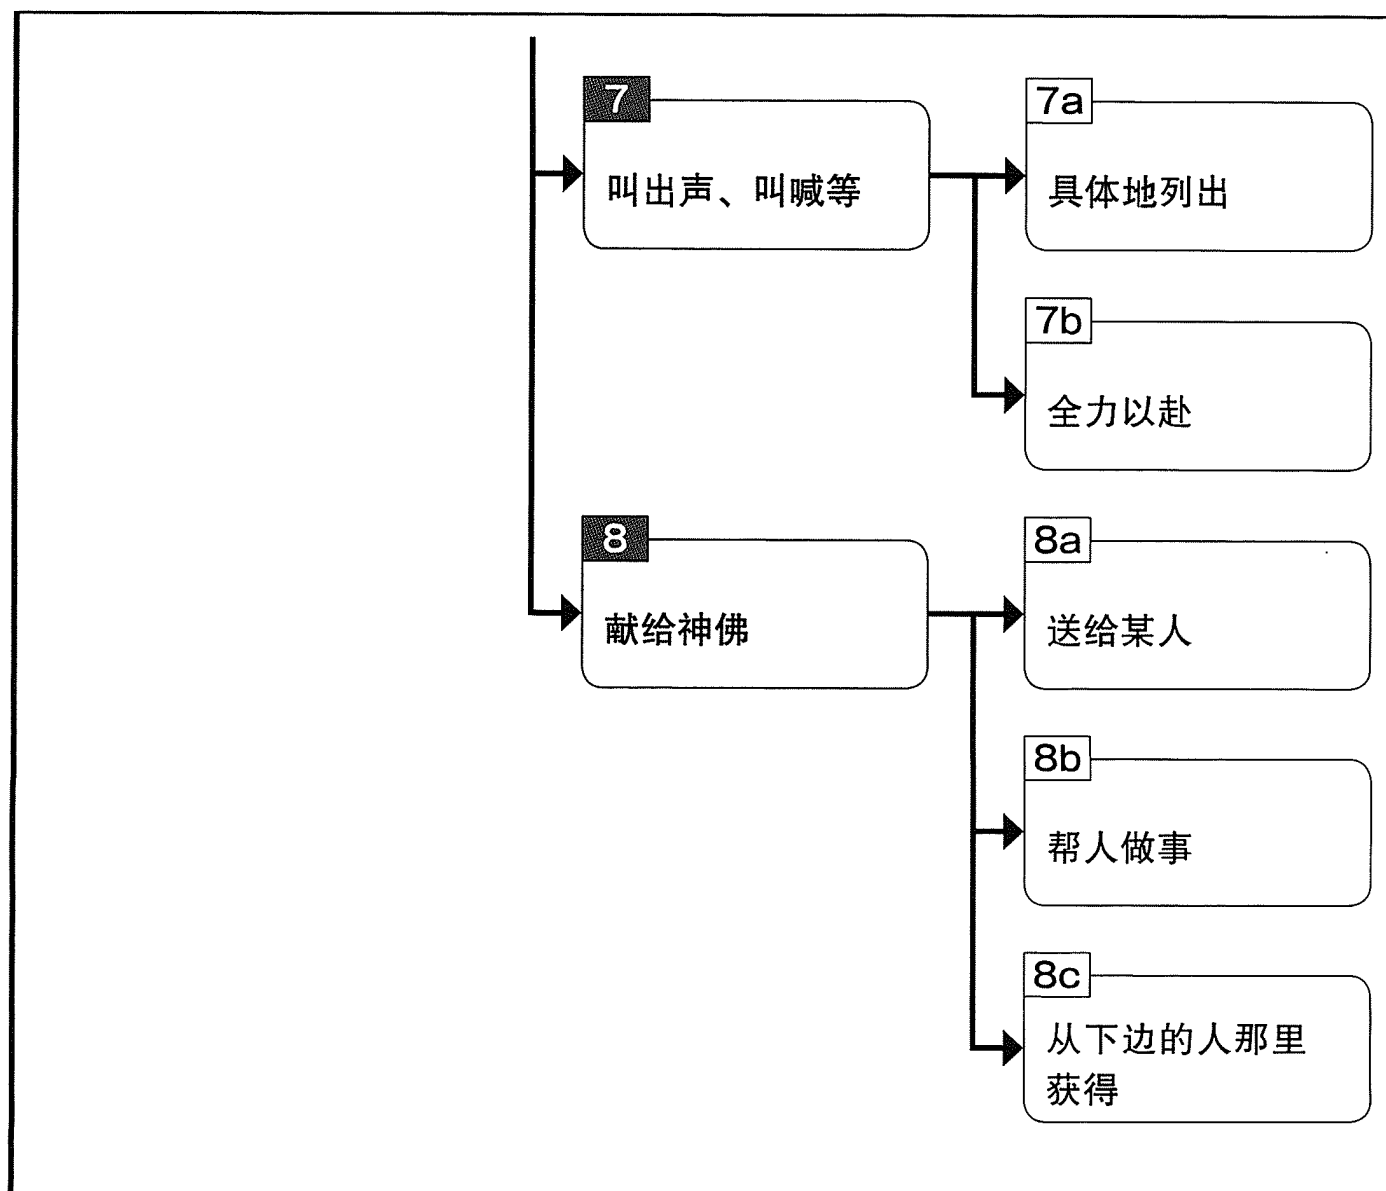 7
叫出声、叫喊等
7a
具体地列出
7b
全力以赴
8
献给神佛
8a
送给某人
8b
帮人做事
8c
从下边的人那里
获得